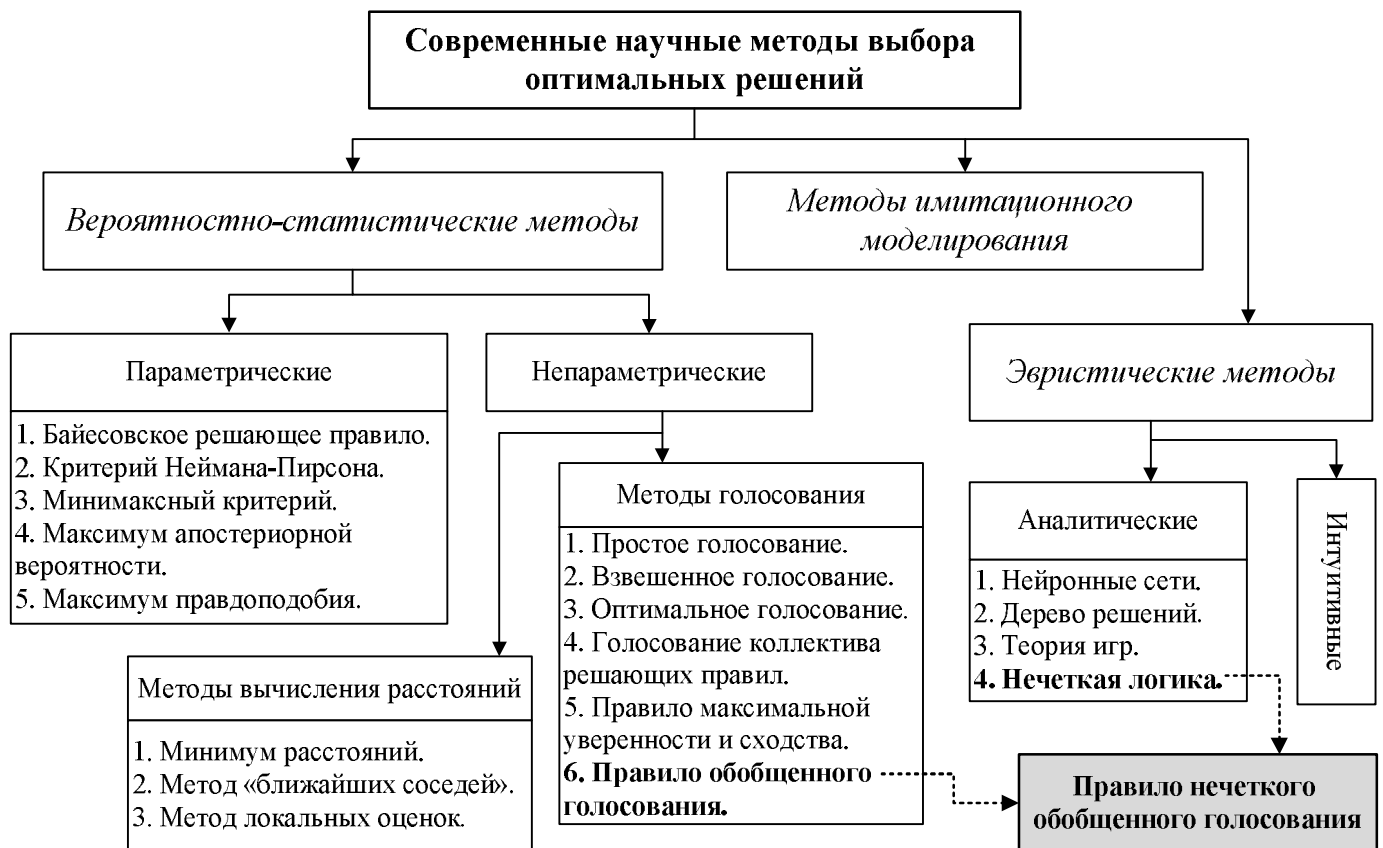 Современные научные методы выбора
оптимальных решений
Вероятностно-статистические методы
Методы имитационного
моделирования
Эвристические методы
Параметрические
1. Байесовское решающее правило.
2. Критерий Неймана-Пирсона.
3. Минимаксный критерий.
4. Максимум апостериорной
вероятности.
5. Максимум правдоподобия.
Непараметрические
Методы вычисления расстояний
1. Минимум расстояний.
2. Метод «ближайших соседей».
3. Метод локальных оценок.
Методы голосования
1. Простое голосование.
2. Взвешенное голосование.
3. Оптимальное голосование.
4. Голосование коллектива
решающих правил.
5. Правило максимальной
уверенности и сходства.
6. Правило обобщенного
голосования.
Аналитические
1. Нейронные сети.
2. Дерево решений.
3. Теория игр.
4. Нечеткая логика.
Интуитивные
Правило нечеткого
обобщенного голосования